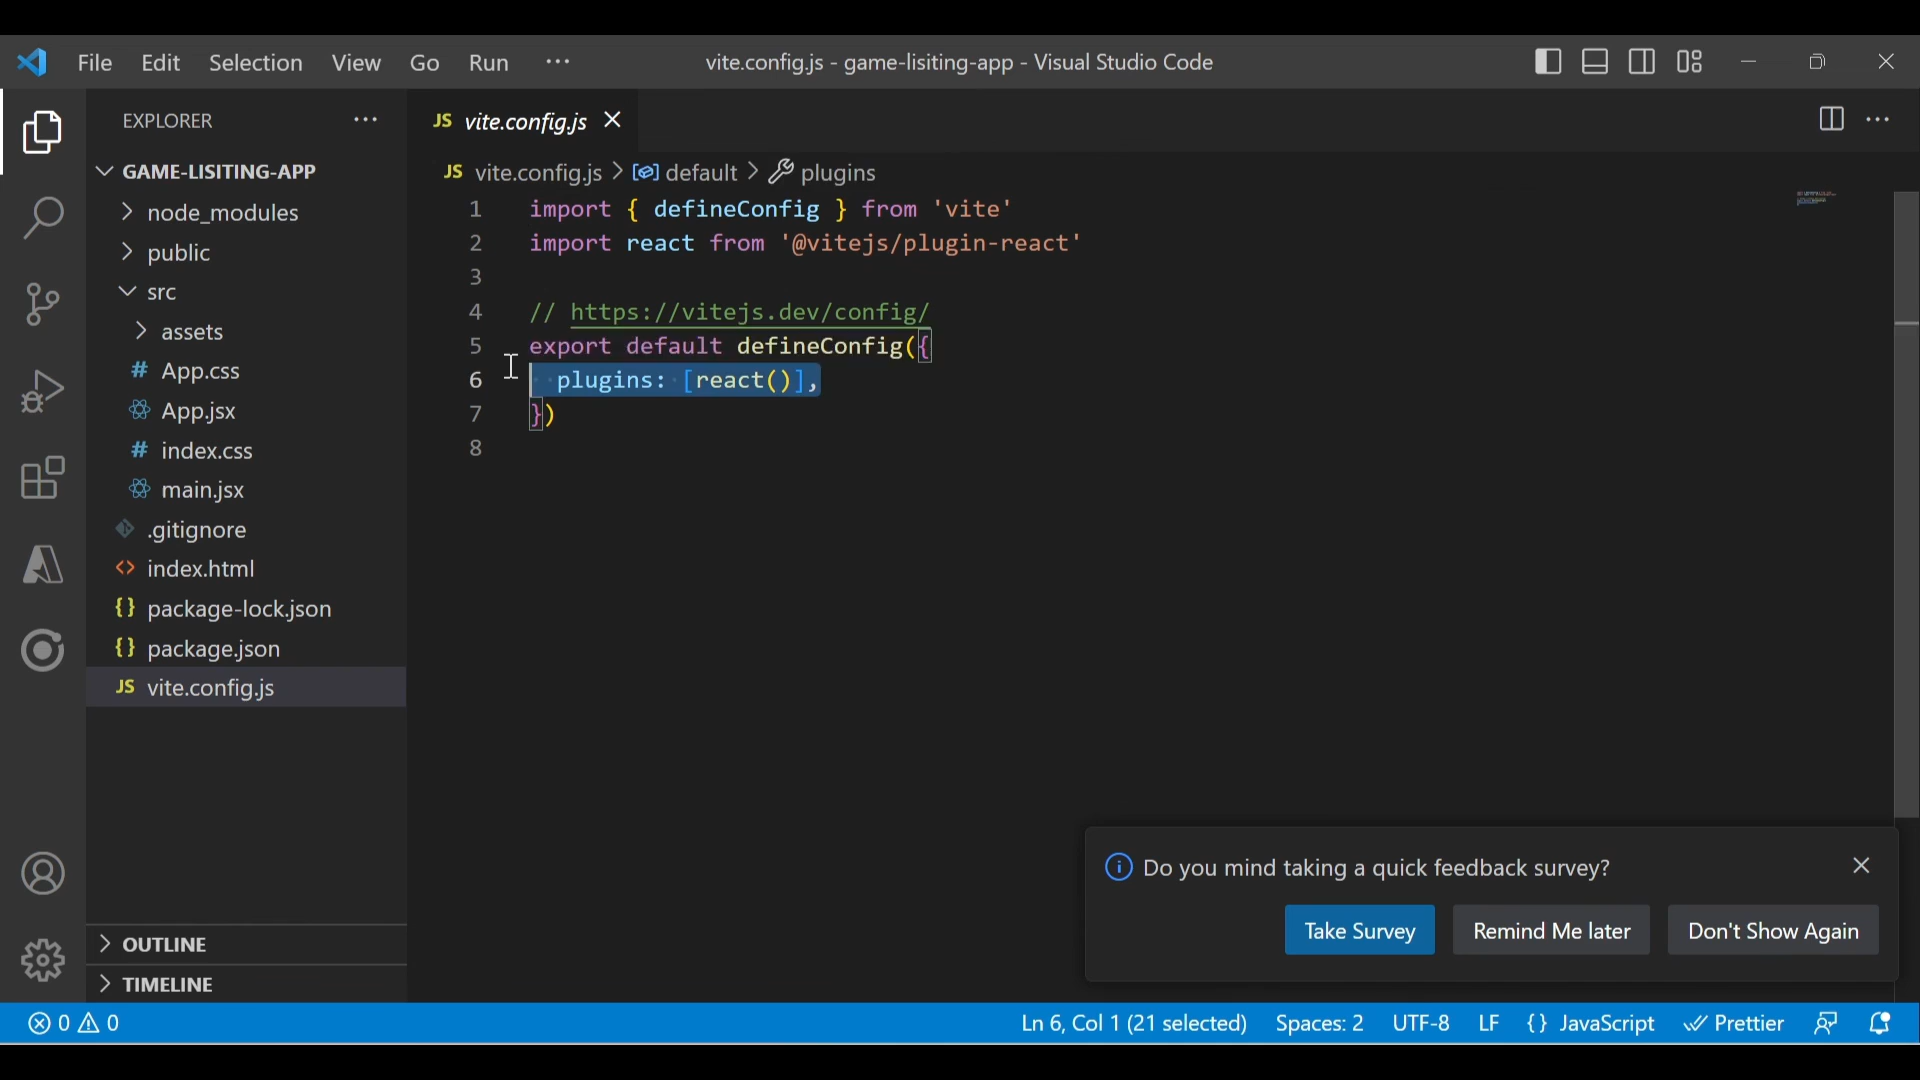 File Edit Selection View Go Run ··· vite.config.js - game-lisiting-app - Visual Studio Code
EXPLORER ···
GAME-LISITING-APP
node_modules
public
src
assets
# App.css
App.jsx
# index.css
main.jsx
.gitignore
<> index.html
{} package-lock.json
{} package.json
JS vite.config.js
OUTLINE
TIMELINE
JS vite.config.js
JS vite.config.js > default > plugins
1 import { defineConfig } from 'vite'
2 import react from '@vitejs/plugin-react'
3
4 // https://vitejs.dev/config/
5 export default defineConfig({
6   plugins: [react()],
7 })
8
Do you mind taking a quick feedback survey?
Take Survey Remind Me later Don't Show Again
0 0 Ln 6, Col 1 (21 selected) Spaces: 2 UTF-8 LF {} JavaScript Prettier